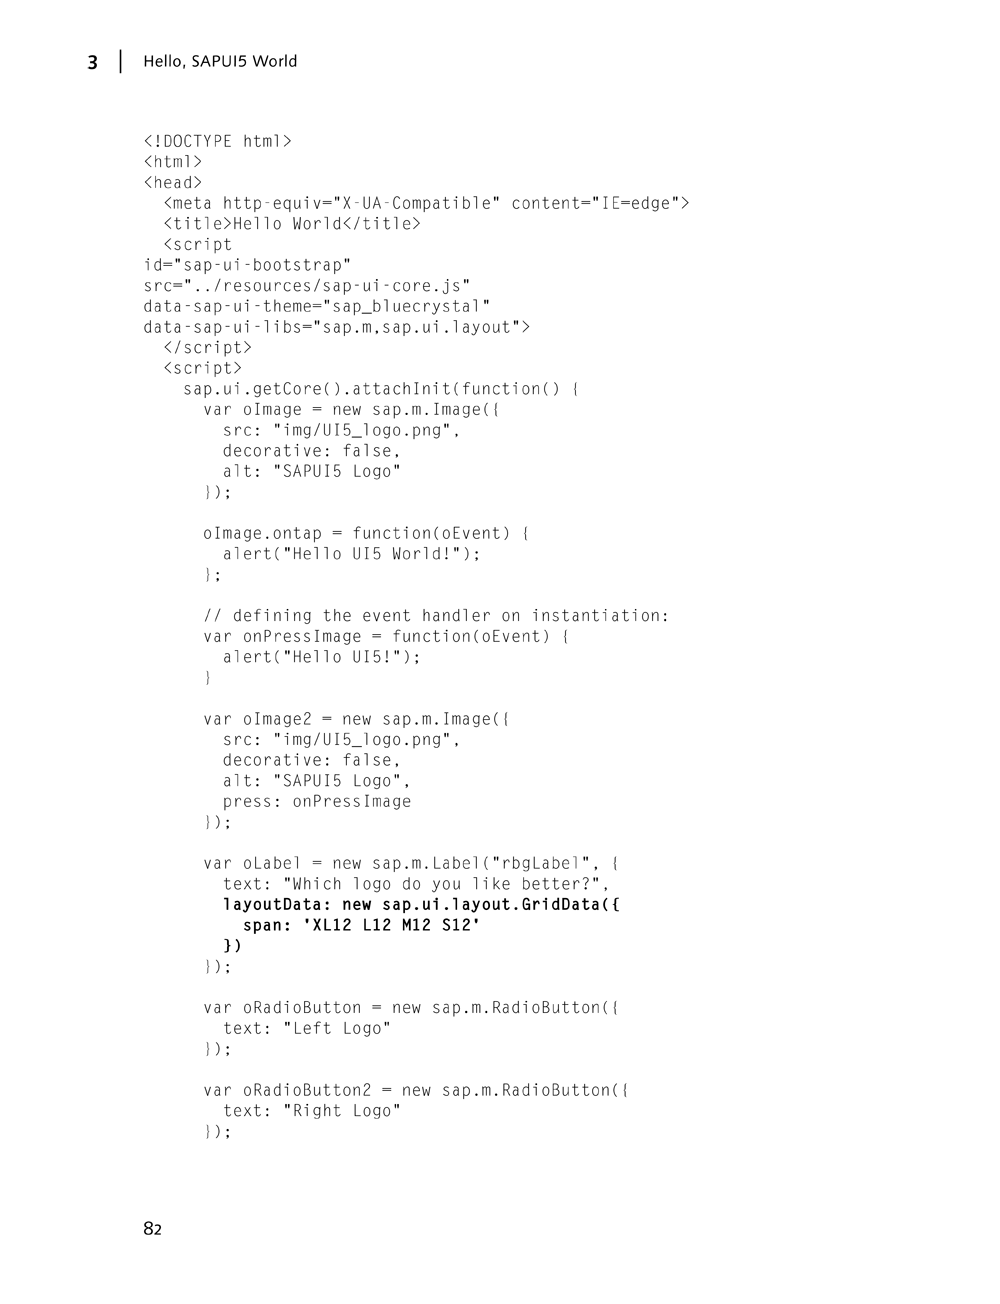 3 | Hello, SAPUI5 World
<!DOCTYPE html>
<html>
<head>
  <meta http-equiv="X-UA-Compatible" content="IE=edge">
  <title>Hello World</title>
  <script
id="sap-ui-bootstrap"
src="../resources/sap-ui-core.js"
data-sap-ui-theme="sap_bluecrystal"
data-sap-ui-libs="sap.m,sap.ui.layout">
  </script>
  <script>
    sap.ui.getCore().attachInit(function() {
      var oImage = new sap.m.Image({
        src: "img/UI5_logo.png",
        decorative: false,
        alt: "SAPUI5 Logo"
      });

      oImage.ontap = function(oEvent) {
        alert("Hello UI5 World!");
      };

      // defining the event handler on instantiation:
      var onPressImage = function(oEvent) {
        alert("Hello UI5!");
      }

      var oImage2 = new sap.m.Image({
        src: "img/UI5_logo.png",
        decorative: false,
        alt: "SAPUI5 Logo",
        press: onPressImage
      });

      var oLabel = new sap.m.Label("rbgLabel", {
        text: "Which logo do you like better?",
        layoutData: new sap.ui.layout.GridData({
          span: 'XL12 L12 M12 S12'
        })
      });

      var oRadioButton = new sap.m.RadioButton({
        text: "Left Logo"
      });

      var oRadioButton2 = new sap.m.RadioButton({
        text: "Right Logo"
      });
82